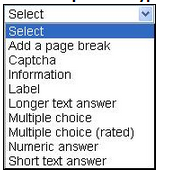 Select
Select
Add a page break
Captcha
Information
Label
Longer text answer
Multiple choice
Multiple choice (rated)
Numeric answer
Short text answer